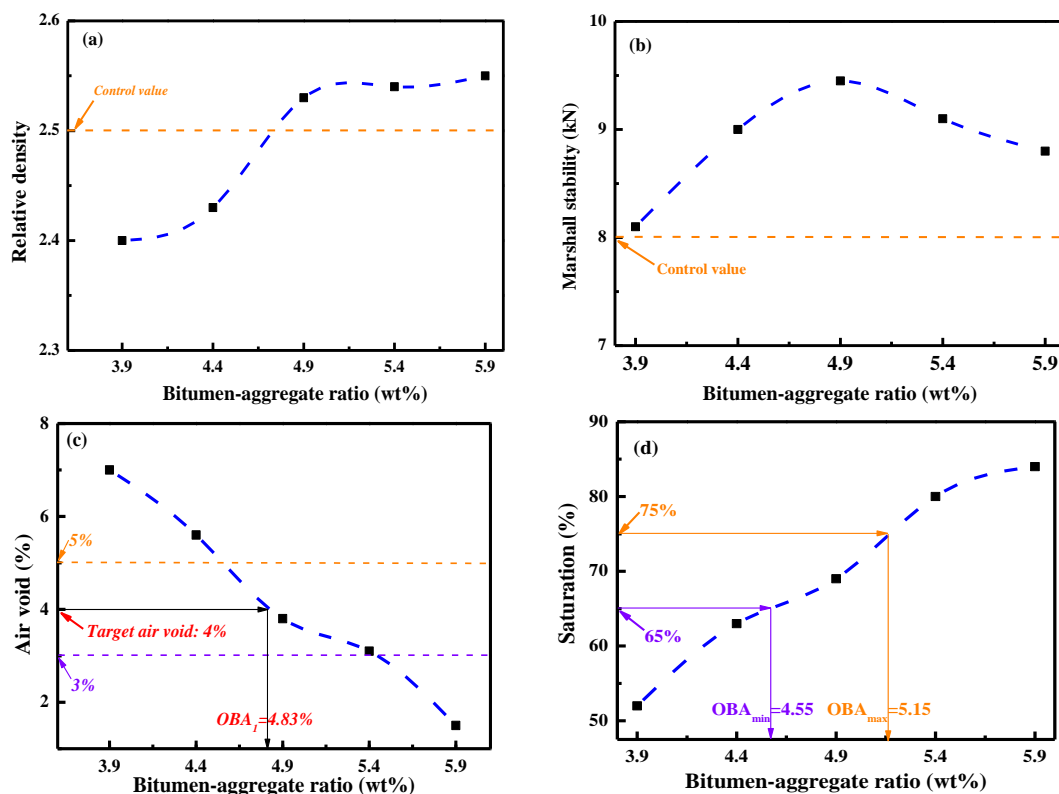 (a)
2.6
2.5
2.4
2.3
Relative density
Control value
3.9 4.4 4.9 5.4 5.9
Bitumen-aggregate ratio (wt%)
(b)
10
9
8
7
Marshall stability (kN)
Control value
3.9 4.4 4.9 5.4 5.9
Bitumen-aggregate ratio (wt%)
(c)
8
6
4
2
Air void (%)
5%
Target air void: 4%
3%
OBA1=4.83%
3.9 4.4 4.9 5.4 5.9
Bitumen-aggregate ratio (wt%)
(d)
90
80
70
60
50
Saturation (%)
75%
65%
OBAmin=4.55
OBAmax=5.15
3.9 4.4 4.9 5.4 5.9
Bitumen-aggregate ratio (wt%)